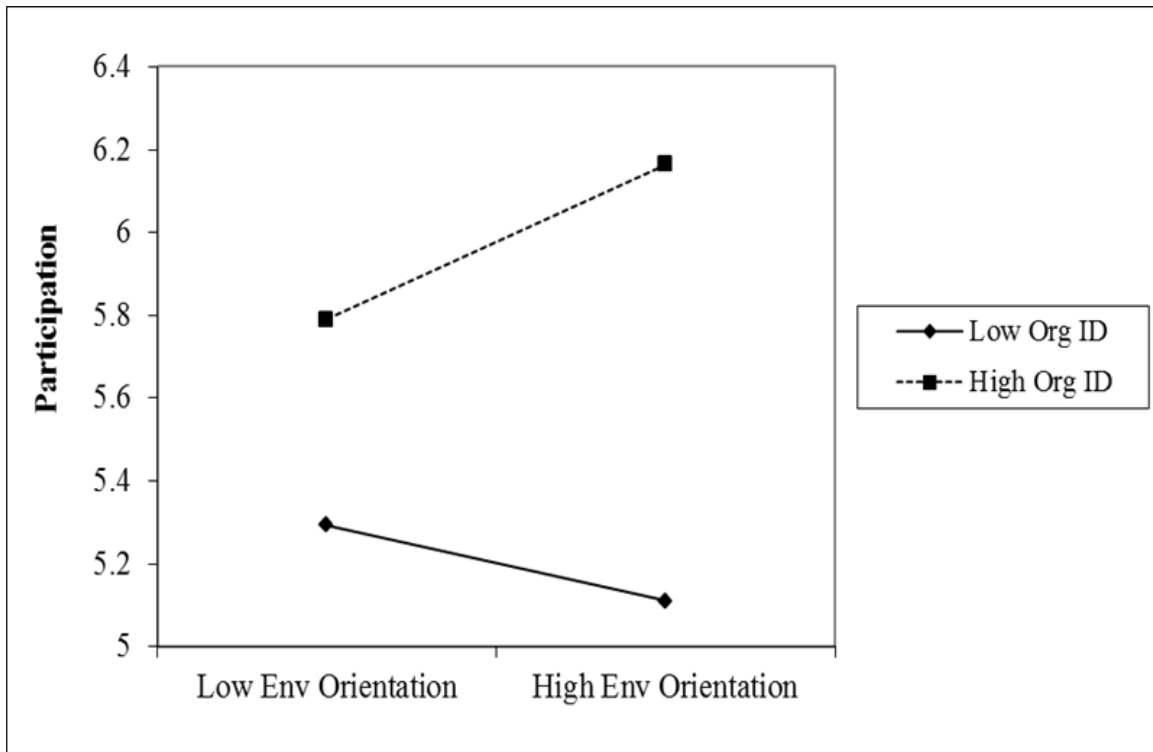 6.4
6.2
6
5.8
5.6
5.4
5.2
5
Participation
Low Env Orientation
High Env Orientation
Low Org ID
High Org ID